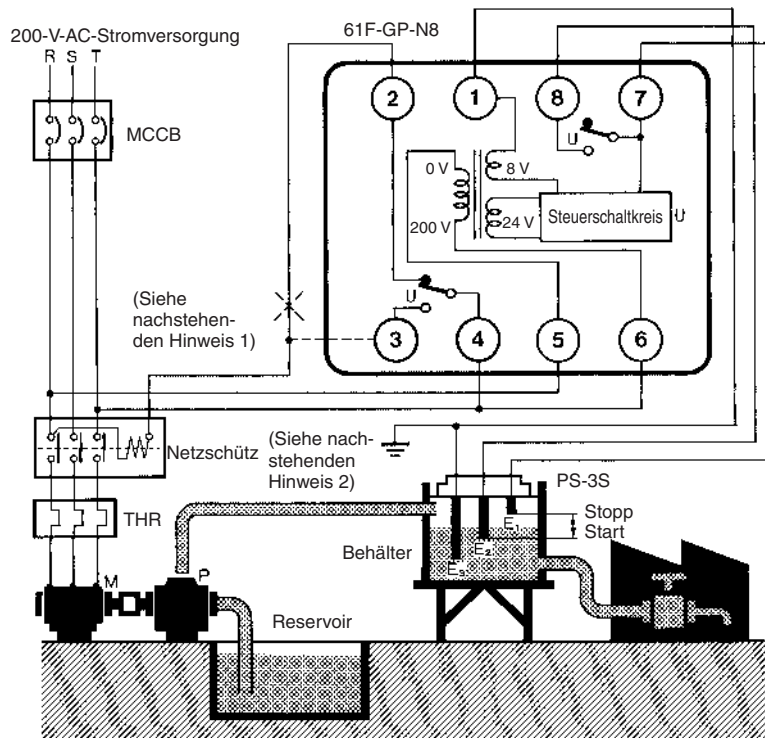 200-V-AC-Stromversorgung
61F-GP-N8
R S T
MCCB
2
1
8
7
U
0 V
8 V
200 V
24 V
Steuerschaltkreis
U
U
(Siehe
nachstehen-
den Hinweis 1)
3
4
5
6
Netzschütz
(Siehe nach-
stehenden
Hinweis 2)
PS-3S
THR
Stopp
Start
E1
E2
E3
Behälter
M
P
Reservoir